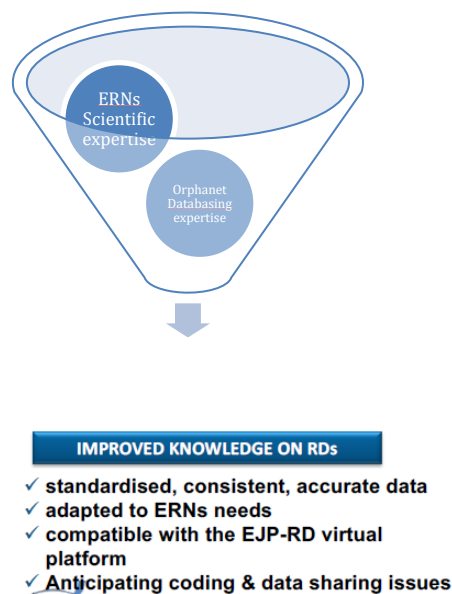 ERNs
Scientific
expertise
Orphanet
Databasing
expertise
IMPROVED KNOWLEDGE ON RDs
✓ standardised, consistent, accurate data
✓ adapted to ERNs needs
✓ compatible with the EJP-RD virtual
platform
✓ Anticipating coding & data sharing issues